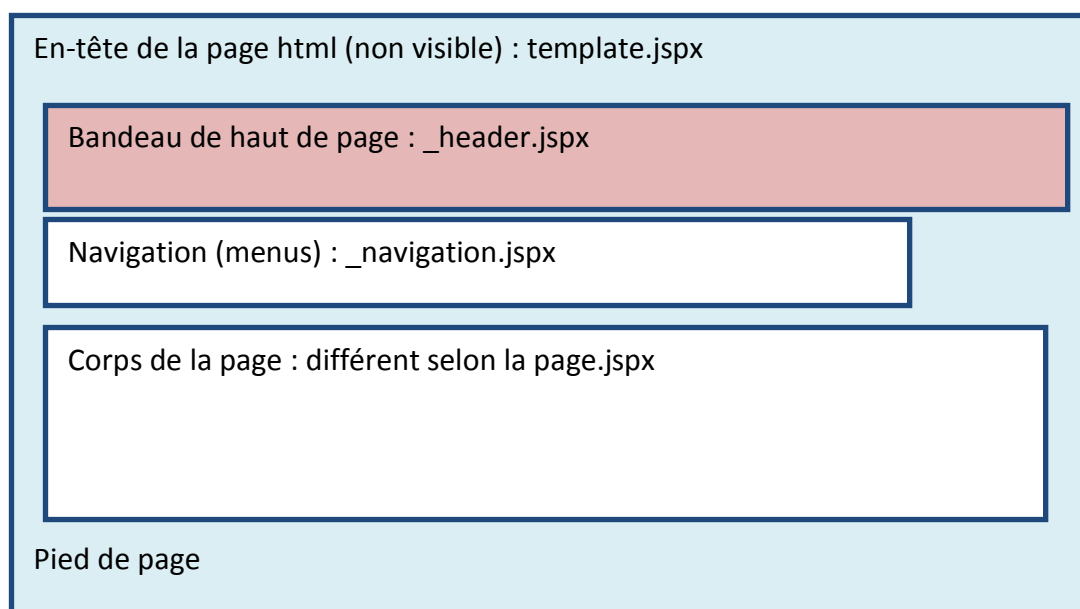 En-tête de la page html (non visible) : template.jspx
Bandeau de haut de page : _header.jspx
Navigation (menus) : _navigation.jspx
Corps de la page : différent selon la page.jspx
Pied de page